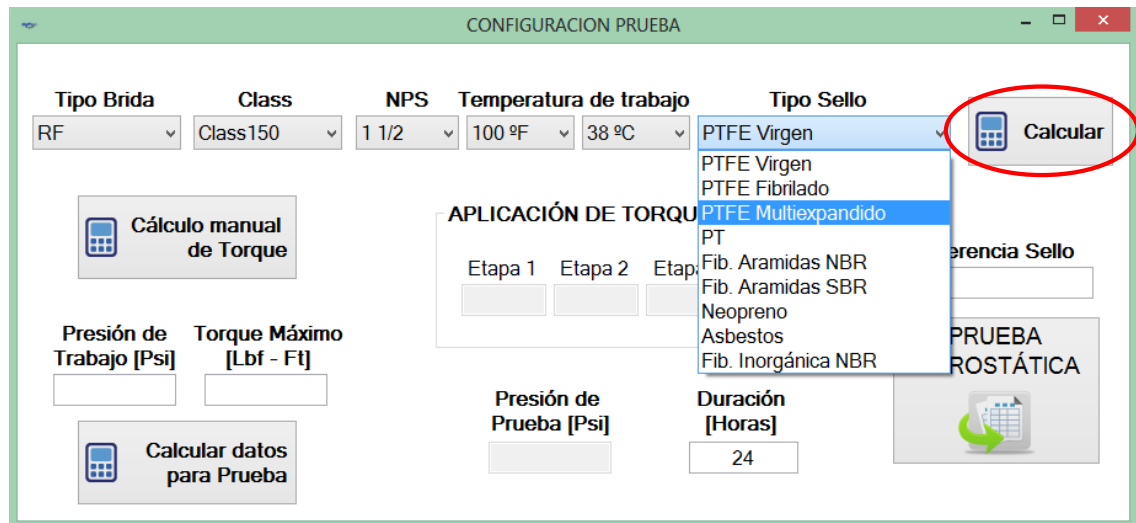 CONFIGURACION PRUEBA
Tipo Brida
Class
NPS
Temperatura de trabajo
Tipo Sello
RF
Class150
1 1/2
100 ºF
38 ºC
PTFE Virgen
Calcular
PTFE Virgen
PTFE Fibrilado
PTFE Multiexpandido
PT
Fib. Aramidas NBR
Fib. Aramidas SBR
Neopreno
Asbestos
Fib. Inorgánica NBR
Cálculo manual
de Torque
APLICACIÓN DE TORQU
Etapa 1
Etapa 2
Etap
erencia Sello
Presión de
Trabajo [Psi]
Torque Máximo
[Lbf - Ft]
PRUEBA
ROSTÁTICA
Presión de
Prueba [Psi]
Duración
[Horas]
24
Calcular datos
para Prueba